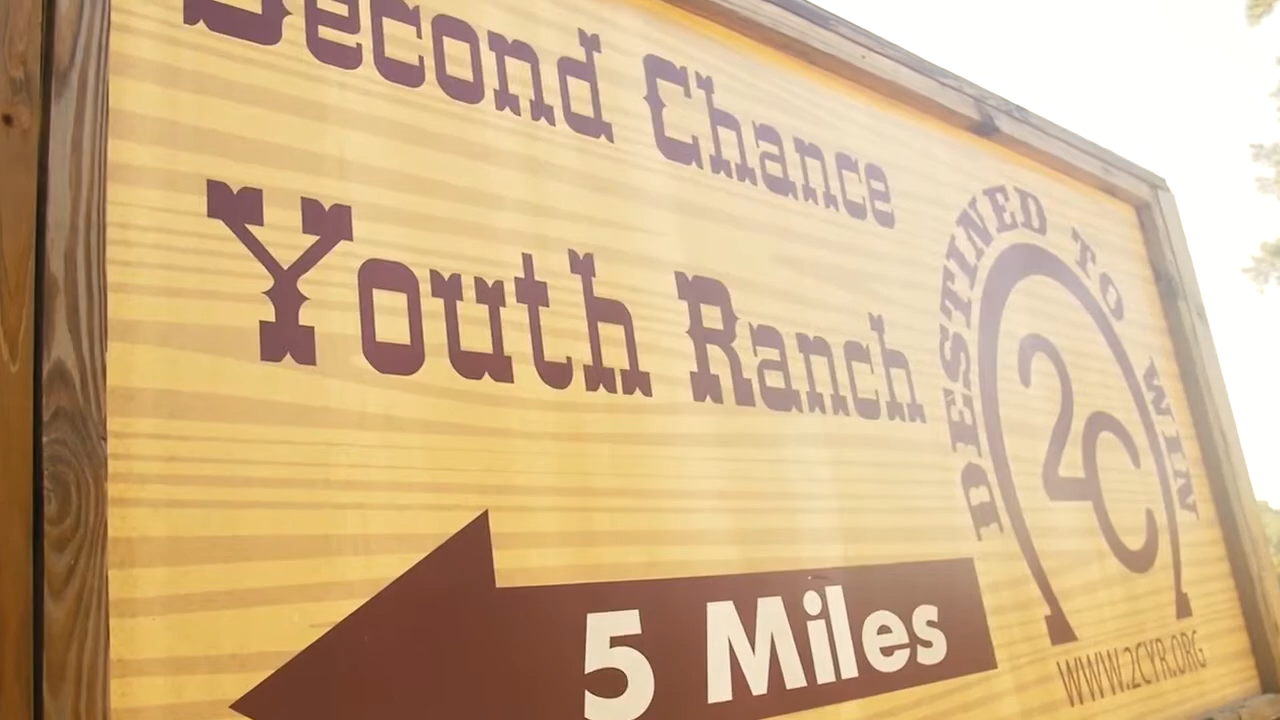 Second Chance
Youth Ranch
DESTINED TO WIN
2C
5 Miles
WWW.2CYR.ORG